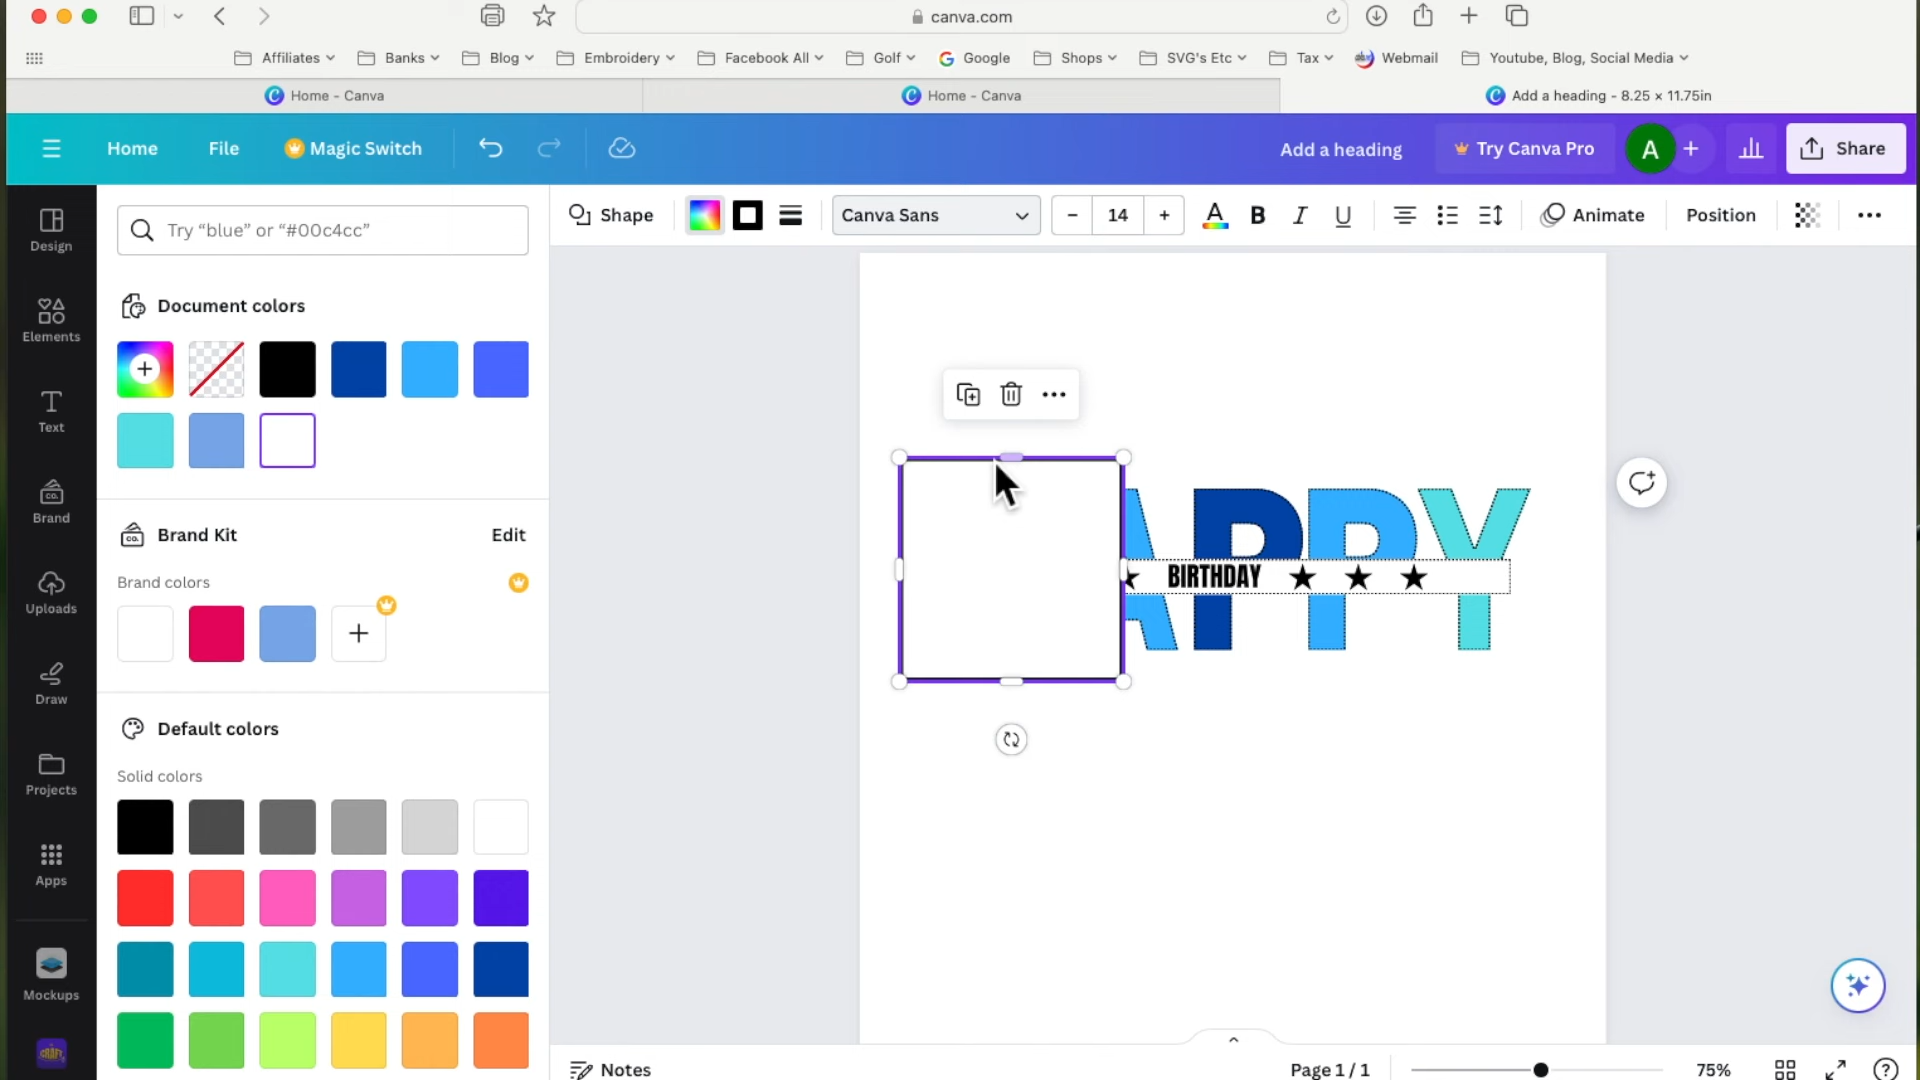 canva.com
Affiliates
Banks
Blog
Embroidery
Facebook All
Golf
Google
Shops
SVG's Etc
Tax
Webmail
Youtube, Blog, Social Media
Home - Canva
Home - Canva
Add a heading - 8.25 × 11.75in
Home
File
Magic Switch
Add a heading
Try Canva Pro
A
Share
Design
Elements
Text
Brand
Uploads
Draw
Projects
Apps
Mockups
Try “blue” or “#00c4cc”
Document colors
Brand Kit
Edit
Brand colors
Default colors
Solid colors
Shape
Canva Sans
14
A
B
I
U
Animate
Position
APPY
BIRTHDAY
Notes
Page 1 / 1
75%